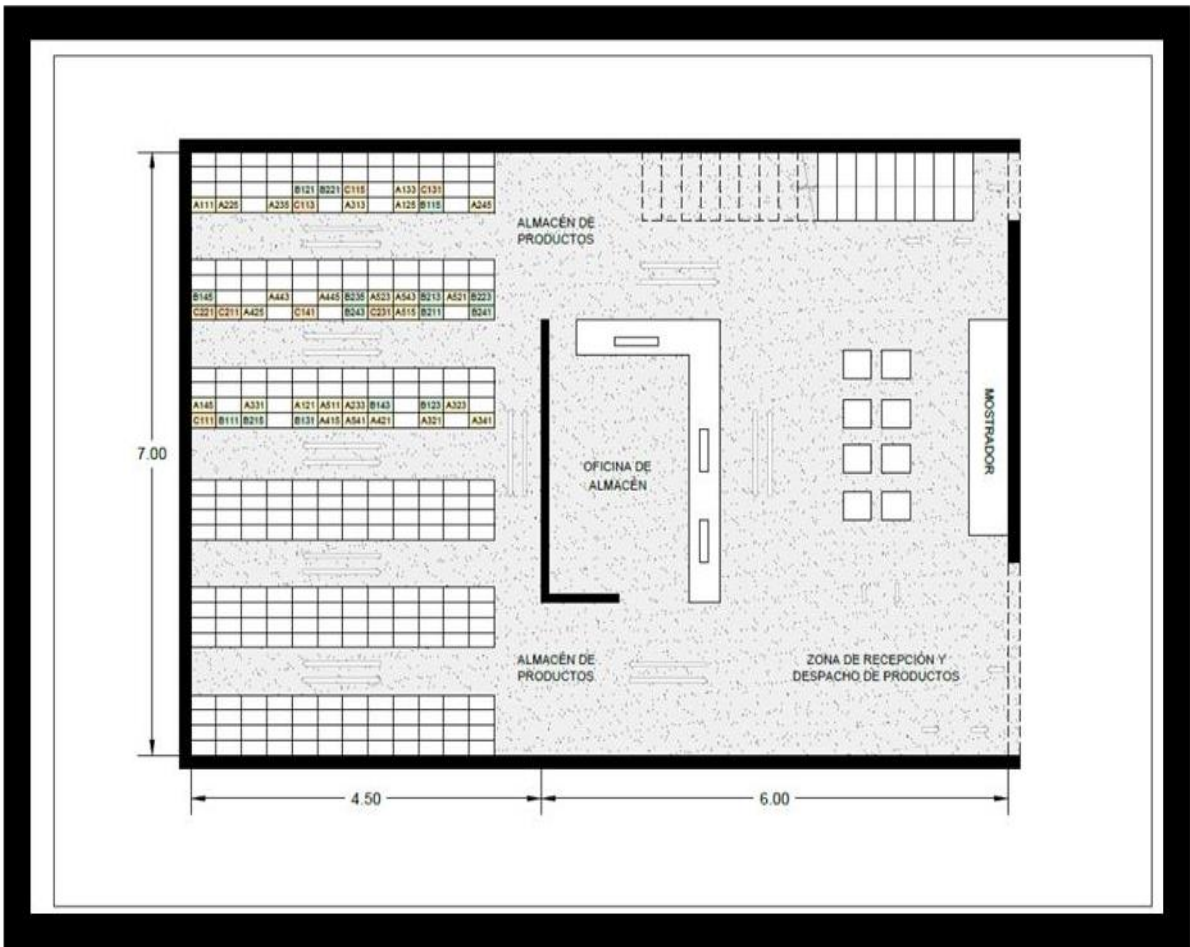 B121 B221 C115 A133 C131
A111 A225 A235 C113 A313 A125 B115 A245
ALMACÉN DE
PRODUCTOS
B145 A443 A445 B235 A523 A543 B213 A521 B223
C221 C211 A425 C141 B243 C231 A515 B211 B241
A145 A331 A121 A511 A233 B143 B123 A323
C111 B111 B215 B131 A415 A541 A421 A321 A341
MOSTRADOR
7.00
OFICINA DE
ALMACÉN
ALMACÉN DE
PRODUCTOS
ZONA DE RECEPCIÓN Y
DESPACHO DE PRODUCTOS
4.50
6.00